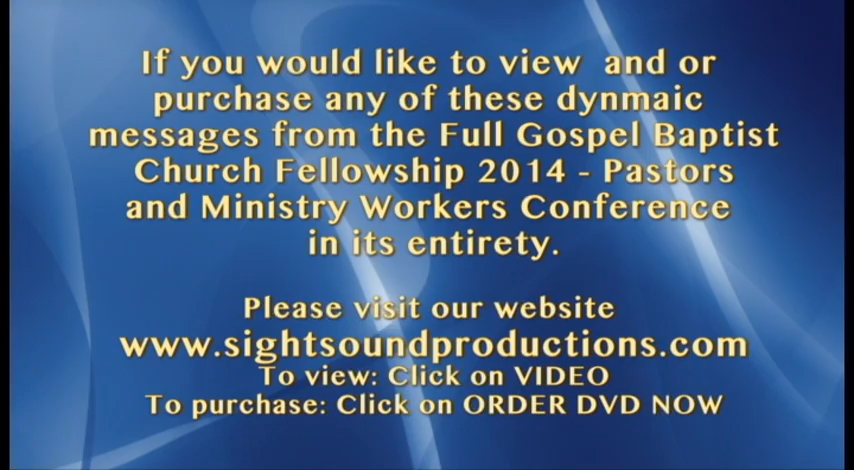 If you would like to view and or
purchase any of these dynmaic
messages from the Full Gospel Baptist
Church Fellowship 2014 - Pastors
and Ministry Workers Conference
in its entirety.
Please visit our website
www.sightsoundproductions.com
To view: Click on VIDEO
To purchase: Click on ORDER DVD NOW